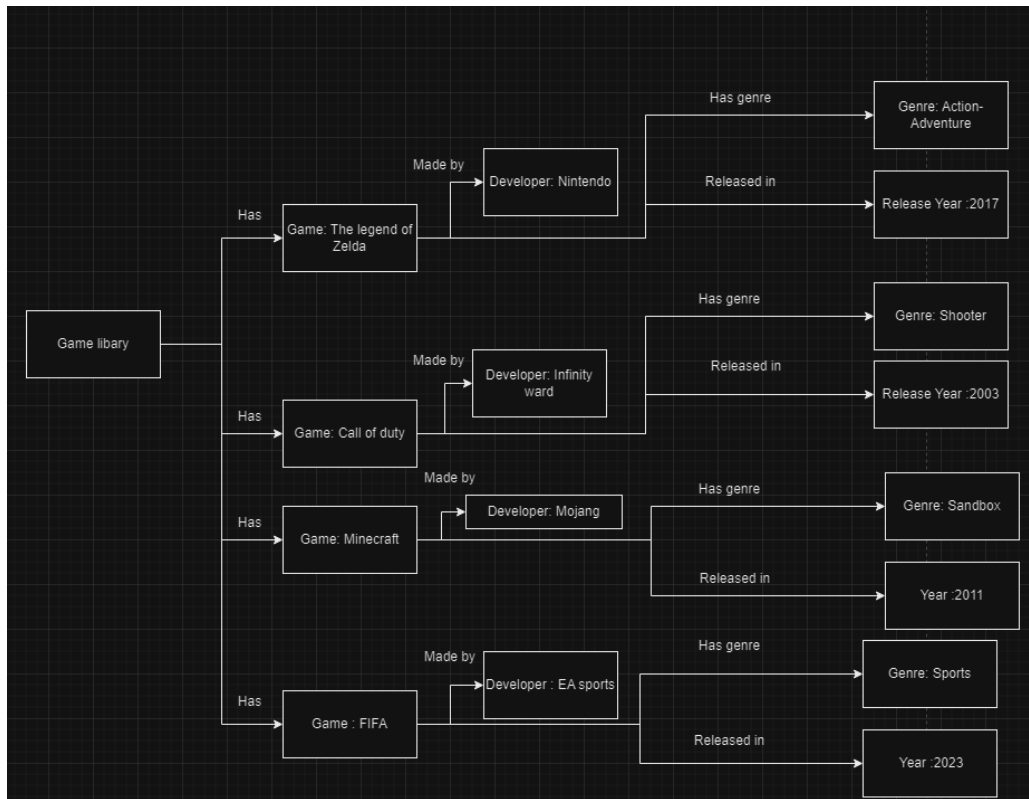 Has genre
Genre: Action-
Adventure
Made by
Developer: Nintendo
Released in
Release Year :2017
Has
Game: The legend of
Zelda
Game libary
Has genre
Genre: Shooter
Made by
Developer: Infinity
ward
Released in
Release Year :2003
Has
Game: Call of duty
Made by
Has genre
Genre: Sandbox
Developer: Mojang
Has
Game: Minecraft
Released in
Year :2011
Made by
Has genre
Genre: Sports
Developer : EA sports
Has
Game : FIFA
Released in
Year :2023